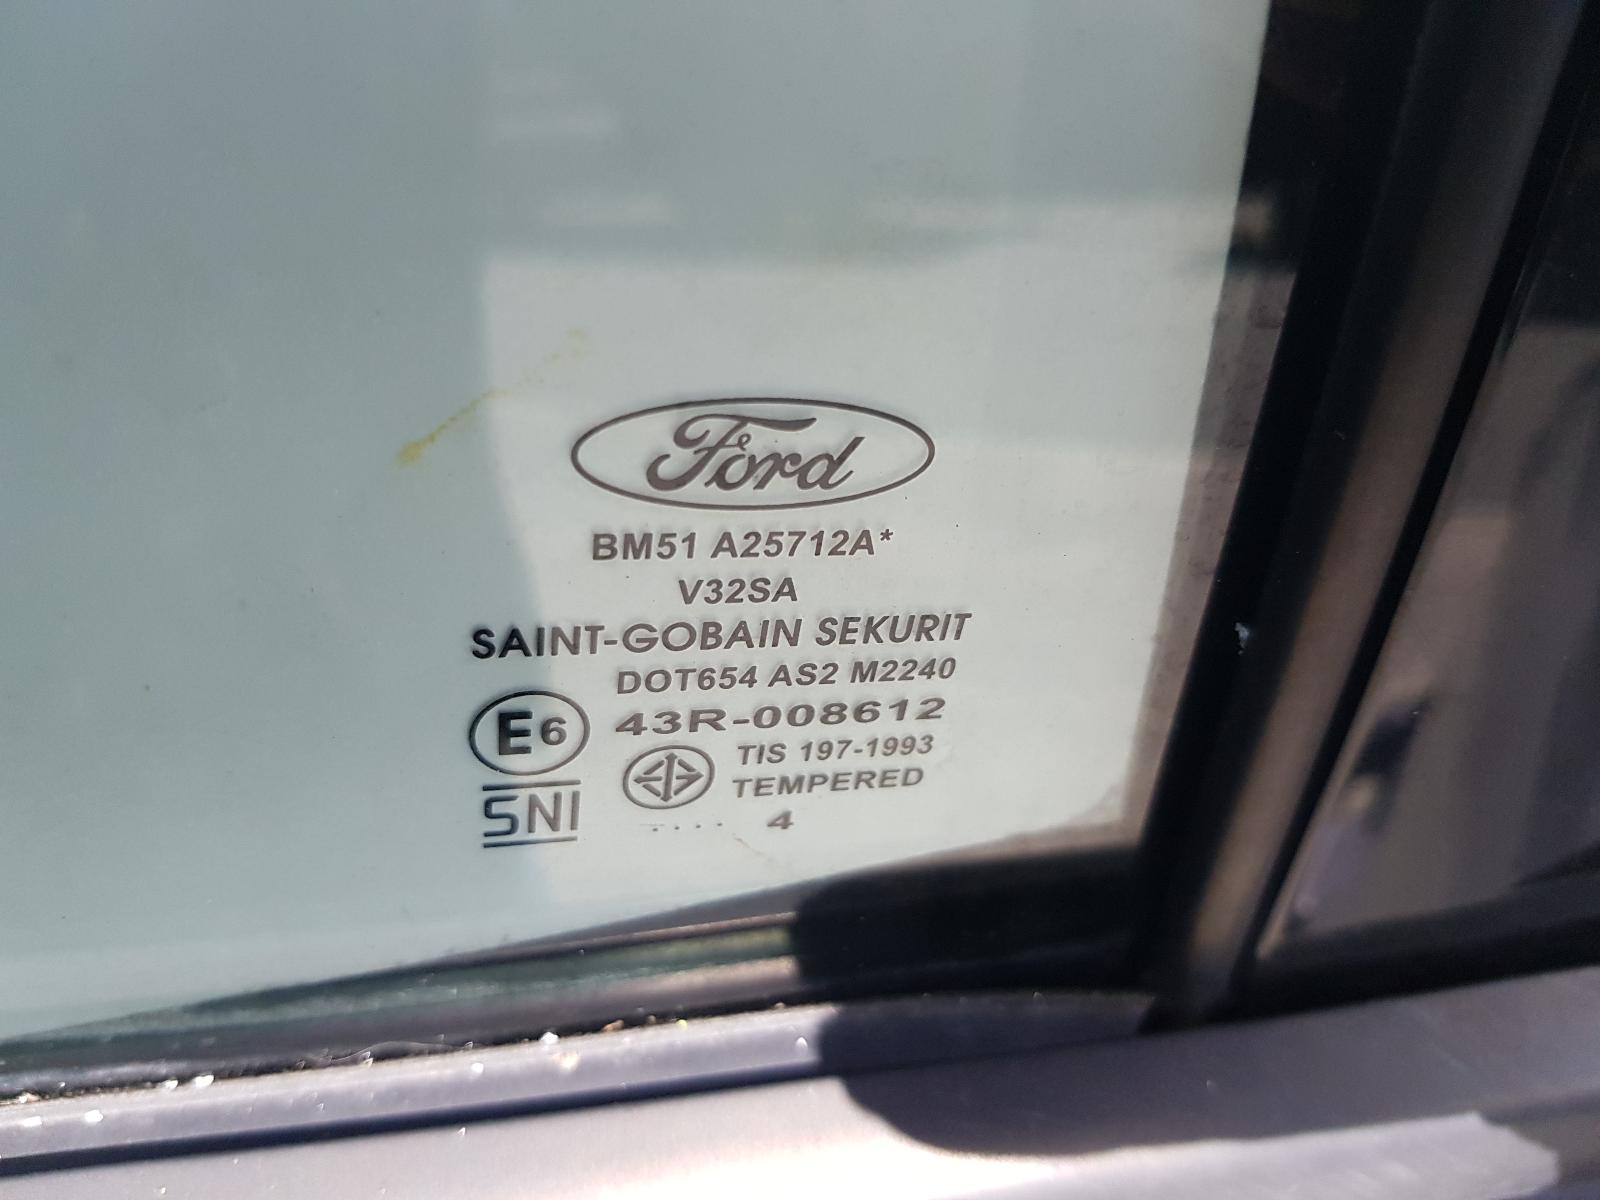 Ford
BM51 A25712A*
V32SA
SAINT-GOBAIN SEKURIT
DOT654 AS2 M2240
E6 43R-008612
TIS 197-1993
TEMPERED
SNI
.... 4